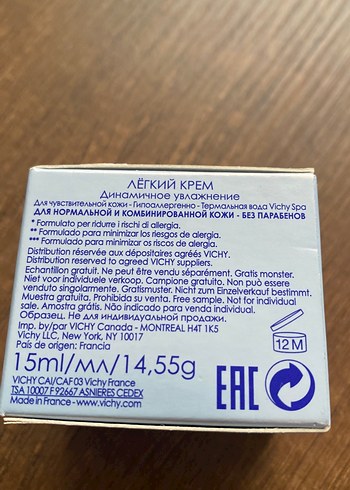 ЛЁГКИЙ КРЕМ
Динамичное увлажнение
Для чувствительной кожи - Гипоаллергенно - Термальная вода Vichy Spa
ДЛЯ НОРМАЛЬНОЙ И КОМБИНИРОВАННОЙ КОЖИ - БЕЗ ПАРАБЕНОВ
* Formulato per ridurre i rischi di allergia.
** Formulado para minimizar los riesgos de alergia.
*** Formulado para minimizar os riscos de alergia.
Distribution réservée aux dépositaires agréés VICHY.
Distribution reserved to agreed VICHY suppliers.
Echantillon gratuit. Ne peut être vendu séparément. Gratis monster.
Niet voor individuele verkoop. Campione gratuito. Non può essere
venduto singolarmente. Gratismuster. Nicht zum Einzelverkauf bestimmt.
Muestra gratuita. Prohibida su venta. Free sample. Not for individual
sale. Amostra grátis. Não indicado para venda individual.
Образец. Не для индивидуальной продажи.
Imp. by/par VICHY Canada - MONTREAL H4T 1K5
Vichy LLC, New York, NY 10017
País de origen: Francia
15ml/мл/14,55g
VICHY CAI/CAF 03 Vichy France
TSA 10007 F 92667 ASNIERES CEDEX
Made in France - www.vichy.com
12 M
EAC